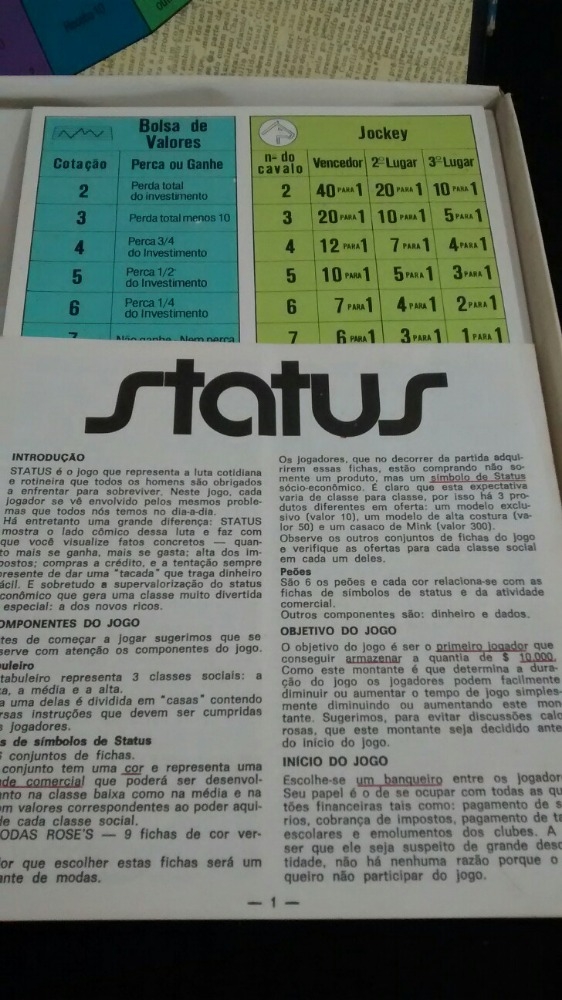 Bolsa de
Valores
Cotação Perca ou Ganhe
2 Perda total
do investimento
3 Perda total menos 10
4 Perca 3/4
do Investimento
5 Perca 1/2
do Investimento
6 Perca 1/4
do Investimento
7 Não ganhe - Nem perca
Jockey
nº do
cavalo Vencedor 2º Lugar 3º Lugar
2 40 PARA 1 20 PARA 1 10 PARA 1
3 20 PARA 1 10 PARA 1 5 PARA 1
4 12 PARA 1 7 PARA 1 4 PARA 1
5 10 PARA 1 5 PARA 1 3 PARA 1
6 7 PARA 1 4 PARA 1 2 PARA 1
7 6 PARA 1 3 PARA 1 1 PARA 1
status
INTRODUÇÃO
STATUS é o jogo que representa a luta cotidiana
e rotineira que todos os homens são obrigados
a enfrentar para sobreviver. Neste jogo, cada
jogador se vê envolvido pelos mesmos proble-
mas que todos nós temos no dia-a-dia.
Há entretanto uma grande diferença: STATUS
mostra o lado cômico dessa luta e faz com
que você visualize fatos concretos — quan-
to mais se ganha, mais se gasta; alta dos im-
postos; compras a crédito, e a tentação sempre
presente de dar uma "tacada" que traga dinheiro
fácil. É sobretudo a supervalorização do status
econômico que gera uma classe muito divertida
especial: a dos novos ricos.
OMPONENTES DO JOGO
tes de começar a jogar sugerimos que se
serve com atenção os componentes do jogo.
buleiro
tabuleiro representa 3 classes sociais: a
a, a média e a alta.
a uma delas é dividida em "casas" contendo
rsas instruções que devem ser cumpridas
s jogadores.
s de símbolos de Status
6 conjuntos de fichas.
conjunto tem uma cor e representa uma
de comercial que poderá ser desenvol-
anto na classe baixa como na média e na
m valores correspondentes ao poder aqui-
de cada classe social.
ODAS ROSE'S — 9 fichas de cor ver-
or que escolher estas fichas será um
ante de modas.
Os jogadores, que no decorrer da partida adqui-
rirem essas fichas, estão comprando não so-
mente um produto, mas um símbolo de Status
sócio-econômico. É claro que esta expectativa
varia de classe para classe, por isso há 3 pro-
dutos diferentes em oferta: um modelo exclu-
sivo (valor 10), um modelo de alta costura (va-
lor 50) e um casaco de Mink (valor 300).
Observe os outros conjuntos de fichas do jogo
e verifique as ofertas para cada classe social
em cada um deles.
Peões
São 6 os peões e cada cor relaciona-se com as
fichas de símbolos de status e da atividade
comercial.
Outros componentes são: dinheiro e dados.
OBJETIVO DO JOGO
O objetivo do jogo é ser o primeiro jogador que
conseguir armazenar a quantia de $ 10.000.
Como este montante é que determina a dura-
ção do jogo os jogadores podem facilmente
diminuir ou aumentar o tempo de jogo simples-
mente diminuindo ou aumentando este mon-
tante. Sugerimos, para evitar discussões calo
rosas, que este montante seja decidido antes
do início do jogo.
INÍCIO DO JOGO
Escolhe-se um banqueiro entre os jogador
Seu papel é o de se ocupar com todas as qu
tões financeiras tais como: pagamento de s
rios, cobrança de impostos, pagamento de ta
escolares e emolumentos dos clubes. A
ser que ele seja suspeito de grande deso
tidade, não há nenhuma razão porque o
queiro não participar do jogo.
— 1 —